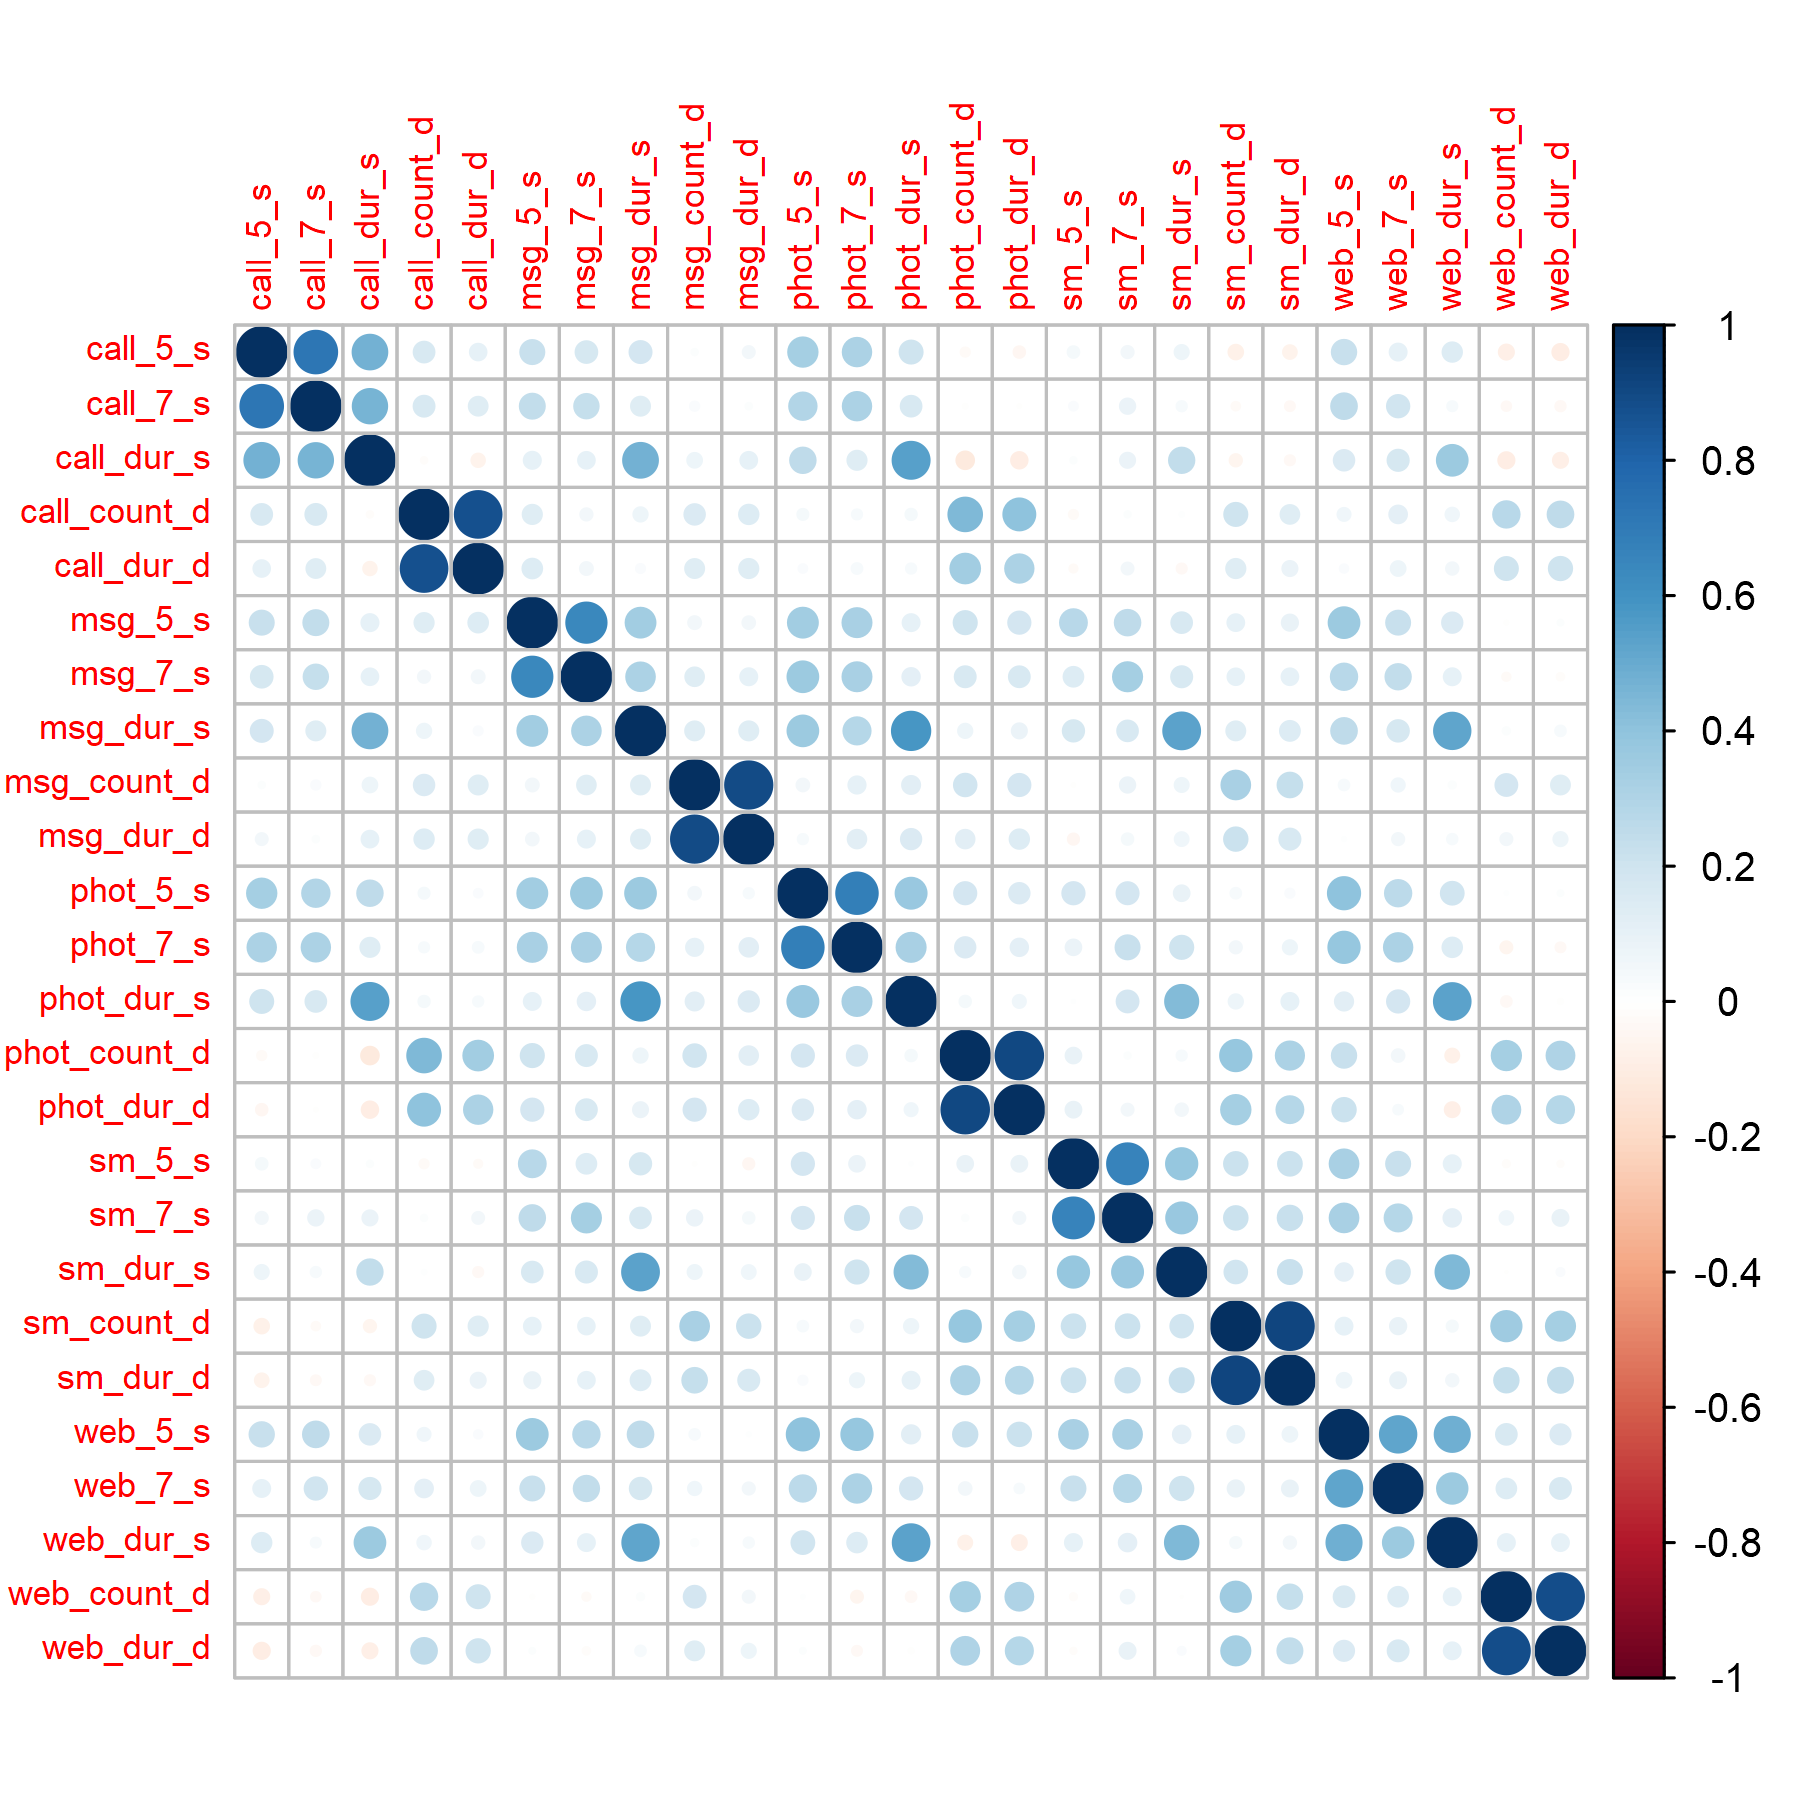 call_5_s
call_7_s
call_dur_s
call_count_d
call_dur_d
msg_5_s
msg_7_s
msg_dur_s
msg_count_d
msg_dur_d
phot_5_s
phot_7_s
phot_dur_s
phot_count_d
phot_dur_d
sm_5_s
sm_7_s
sm_dur_s
sm_count_d
sm_dur_d
web_5_s
web_7_s
web_dur_s
web_count_d
web_dur_d
call_5_s
call_7_s
call_dur_s
call_count_d
call_dur_d
msg_5_s
msg_7_s
msg_dur_s
msg_count_d
msg_dur_d
phot_5_s
phot_7_s
phot_dur_s
phot_count_d
phot_dur_d
sm_5_s
sm_7_s
sm_dur_s
sm_count_d
sm_dur_d
web_5_s
web_7_s
web_dur_s
web_count_d
web_dur_d
1
0.8
0.6
0.4
0.2
0
-0.2
-0.4
-0.6
-0.8
-1